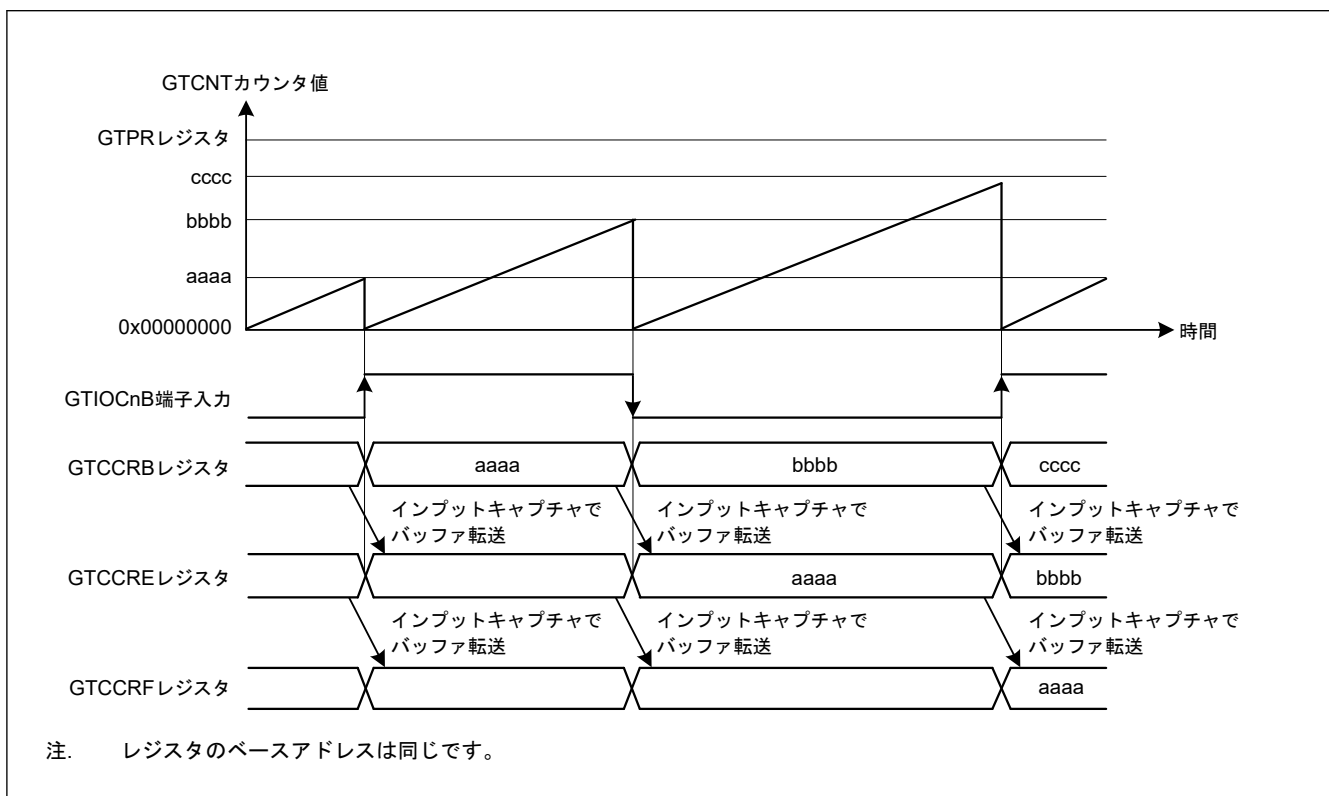 GTCNTカウンタ値
GTPRレジスタ
cccc
bbbb
aaaa
0x00000000
時間
GTIOCnB端子入力
GTCCRBレジスタ
aaaa
bbbb
cccc
インプットキャプチャで
バッファ転送
インプットキャプチャで
バッファ転送
インプットキャプチャで
バッファ転送
GTCCREレジスタ
aaaa
bbbb
インプットキャプチャで
バッファ転送
インプットキャプチャで
バッファ転送
インプットキャプチャで
バッファ転送
GTCCRFレジスタ
aaaa
注. レジスタのベースアドレスは同じです。